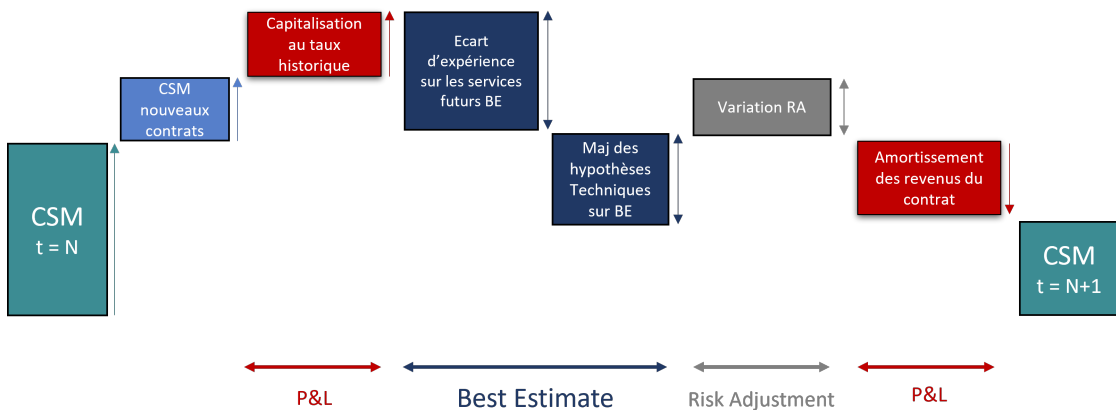 CSM
t = N
CSM
nouveaux
contrats
Capitalisation
au taux
historique
Ecart
d'expérience
sur les services
futurs BE
Maj des
hypothèses
Techniques
sur BE
Variation RA
Amortissement
des revenus du
contrat
CSM
t = N+1
P&L
Best Estimate
Risk Adjustment
P&L